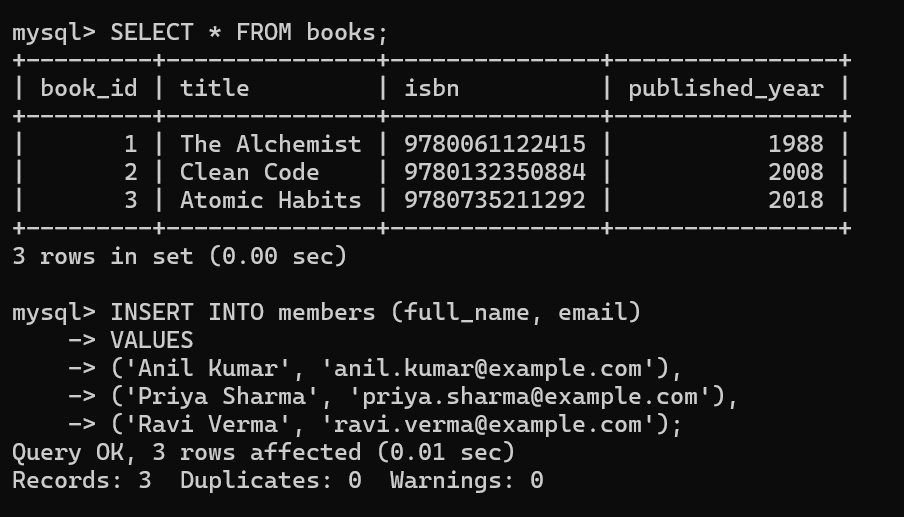 mysql> SELECT * FROM books;
+---------+---------------+---------------+----------------+
| book_id | title         | isbn          | published_year |
+---------+---------------+---------------+----------------+
|       1 | The Alchemist | 9780061122415 |           1988 |
|       2 | Clean Code    | 9780132350884 |           2008 |
|       3 | Atomic Habits | 9780735211292 |           2018 |
+---------+---------------+---------------+----------------+
3 rows in set (0.00 sec)

mysql> INSERT INTO members (full_name, email)
    -> VALUES
    -> ('Anil Kumar', 'anil.kumar@example.com'),
    -> ('Priya Sharma', 'priya.sharma@example.com'),
    -> ('Ravi Verma', 'ravi.verma@example.com');
Query OK, 3 rows affected (0.01 sec)
Records: 3  Duplicates: 0  Warnings: 0